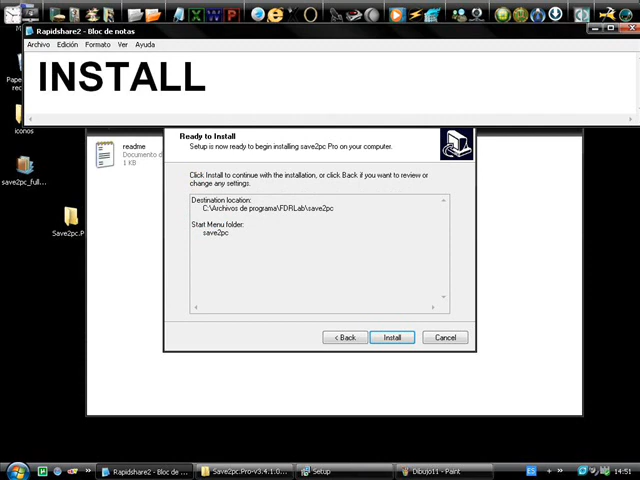 Rapidshare2 - Bloc de notas
Archivo Edición Formato Ver Ayuda
INSTALL
Ready to Install
Setup is now ready to begin installing save2pc Pro on your computer.
readme
Documento d
1 KB
Click Install to continue with the installation, or click Back if you want to review or
change any settings.
Destination location:
C:\Archivos de programa\FDRLab\save2pc
Start Menu folder:
save2pc
< Back Install Cancel
iconos
save2pc_full...
Save2pc.P
Rapidshare2 - Bloc de ... Save2pc.Pro-v3.4.1.0... Setup Dibujo11 - Paint ES 14:51